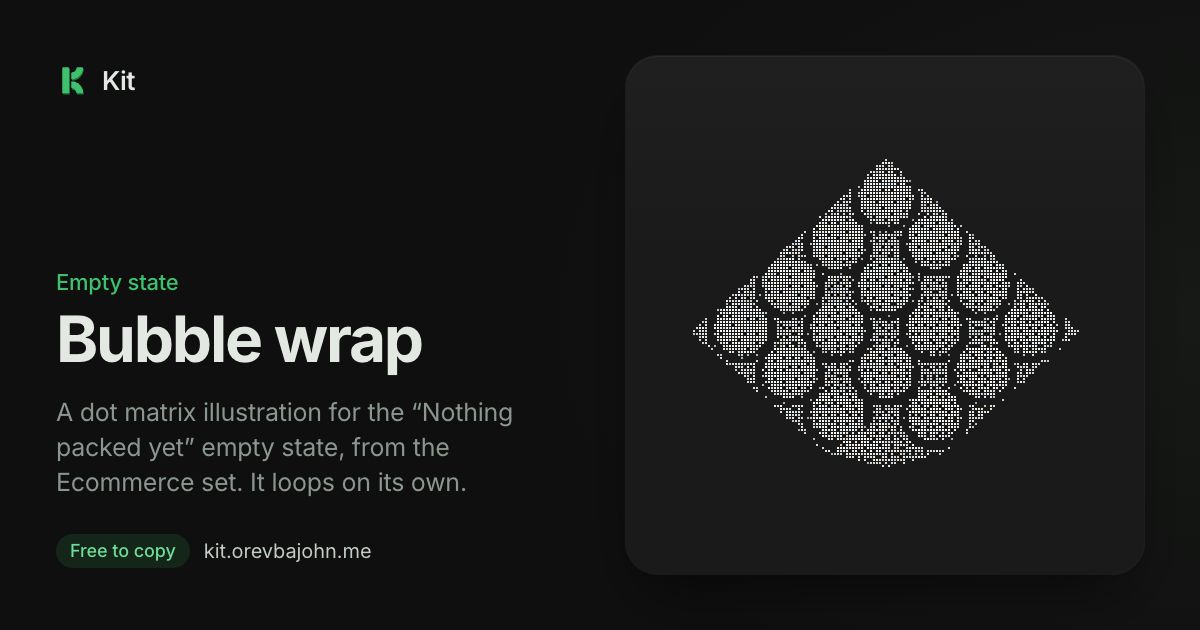 Kit
Empty state
Bubble wrap
A dot matrix illustration for the “Nothing
packed yet” empty state, from the
Ecommerce set. It loops on its own.
Free to copy
kit.orevbajohn.me